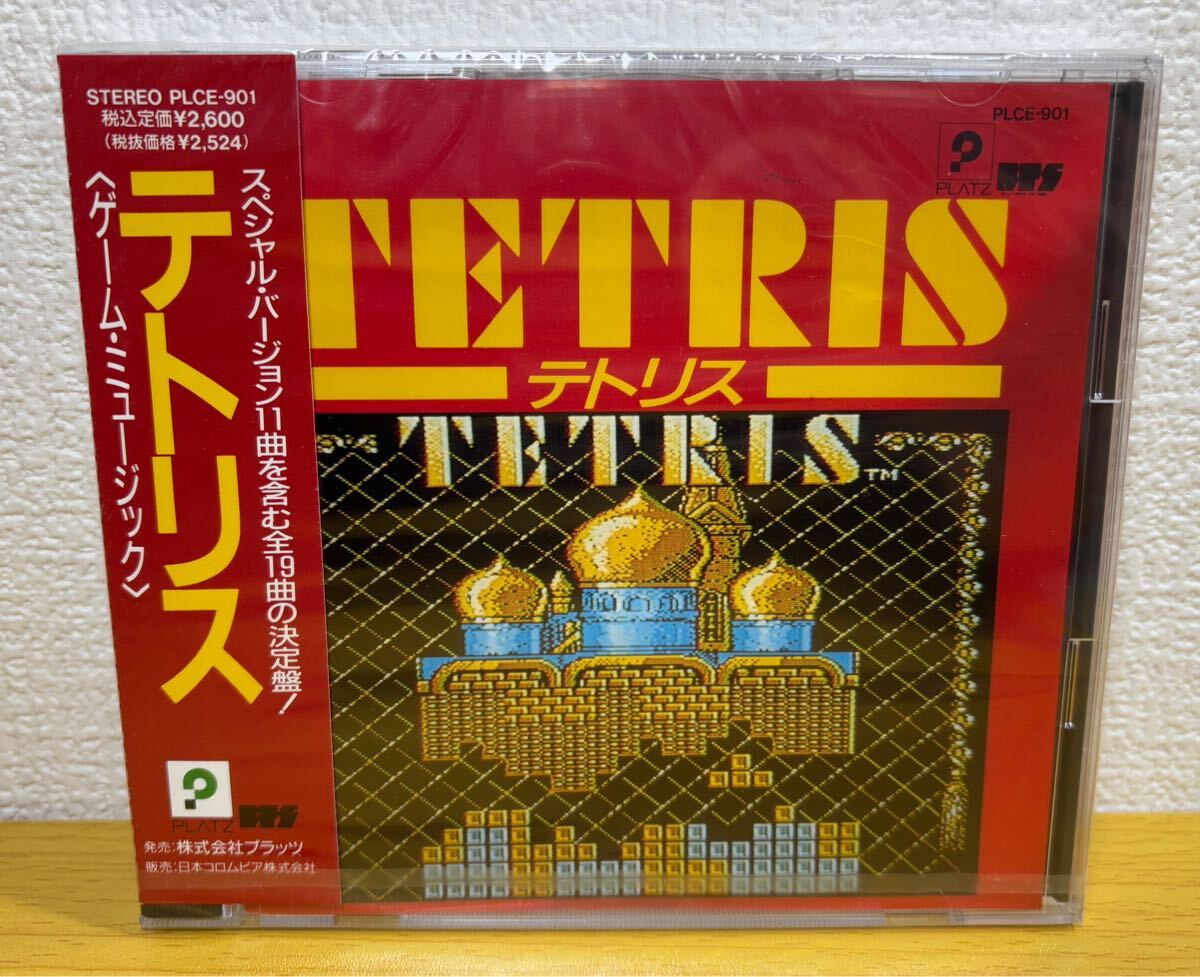 STEREO PLCE-901
税込定価¥2,600
(税抜価格¥2,524)
スペシャル・バージョン11曲を含む全19曲の決定盤!
テトリス
〈ゲーム・ミュージック〉
PLATZ
BPS
発売:株式会社プラッツ
販売:日本コロムビア株式会社
PLCE-901
PLATZ
BPS
TETRIS
テトリス
TETRIS
TM